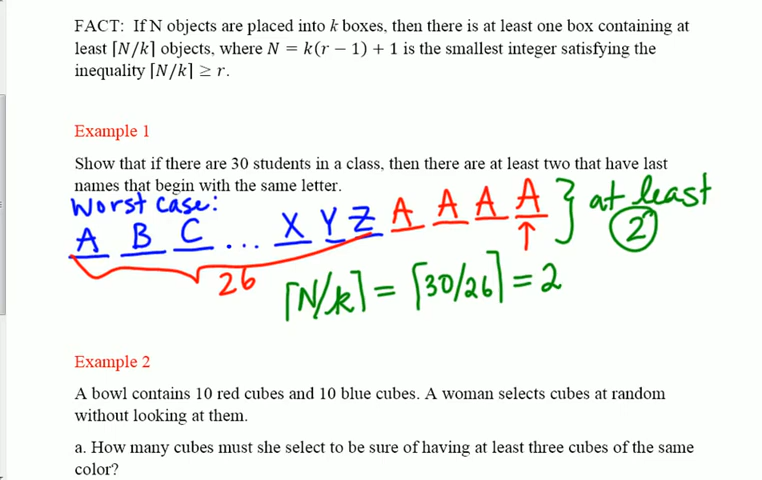 FACT: If N objects are placed into k boxes, then there is at least one box containing at
least ⌈N/k⌉ objects, where N = k(r − 1) + 1 is the smallest integer satisfying the
inequality ⌈N/k⌉ ≥ r.
Example 1
Show that if there are 30 students in a class, then there are at least two that have last
names that begin with the same letter.
Worst case:
A B C ... X Y Z A A A A } at least
↑ 2
26
⌈N/k⌉ = ⌈30/26⌉ = 2
Example 2
A bowl contains 10 red cubes and 10 blue cubes. A woman selects cubes at random
without looking at them.
a. How many cubes must she select to be sure of having at least three cubes of the same
color?